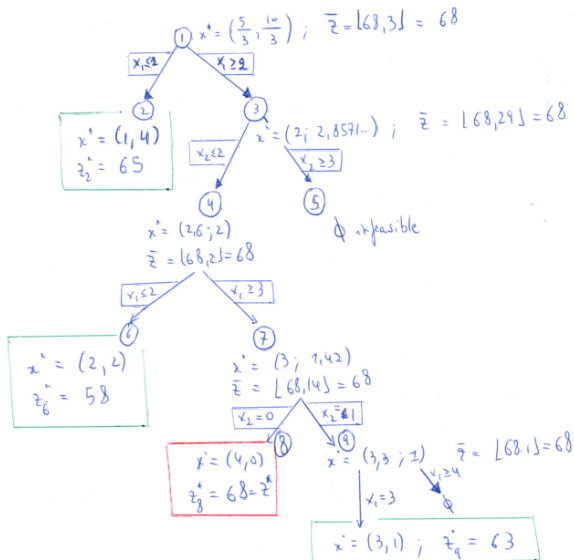 ① x* = (5/3, 10/3) ; z̄ = ⌊68,3⌋ = 68
x₁≤2 x₁≥2
② ③
x* = (1,4)
z₂* = 65
x* = (2; 2,8571...) ; z̄ = ⌊68,29⌋ = 68
x₂≤2 x₂≥3
④ ⑤
x* = (2,6; 2)
z̄ = ⌊68,2⌋ = 68
ϕ infeasible
x₁≤2 x₁≥3
⑥ ⑦
x* = (2, 2)
z₆* = 58
x* = (3; 1,42)
z̄ = ⌊68,14⌋ = 68
x₂=0
⑧ ⑨
x* = (4,0)
z₈* = 68 = z*
x* = (3,3 ; 1) z̄ = ⌊68.1⌋ = 68
x₁=3 x₁≥4
ϕ
x* = (3,1) ; z₉* = 63